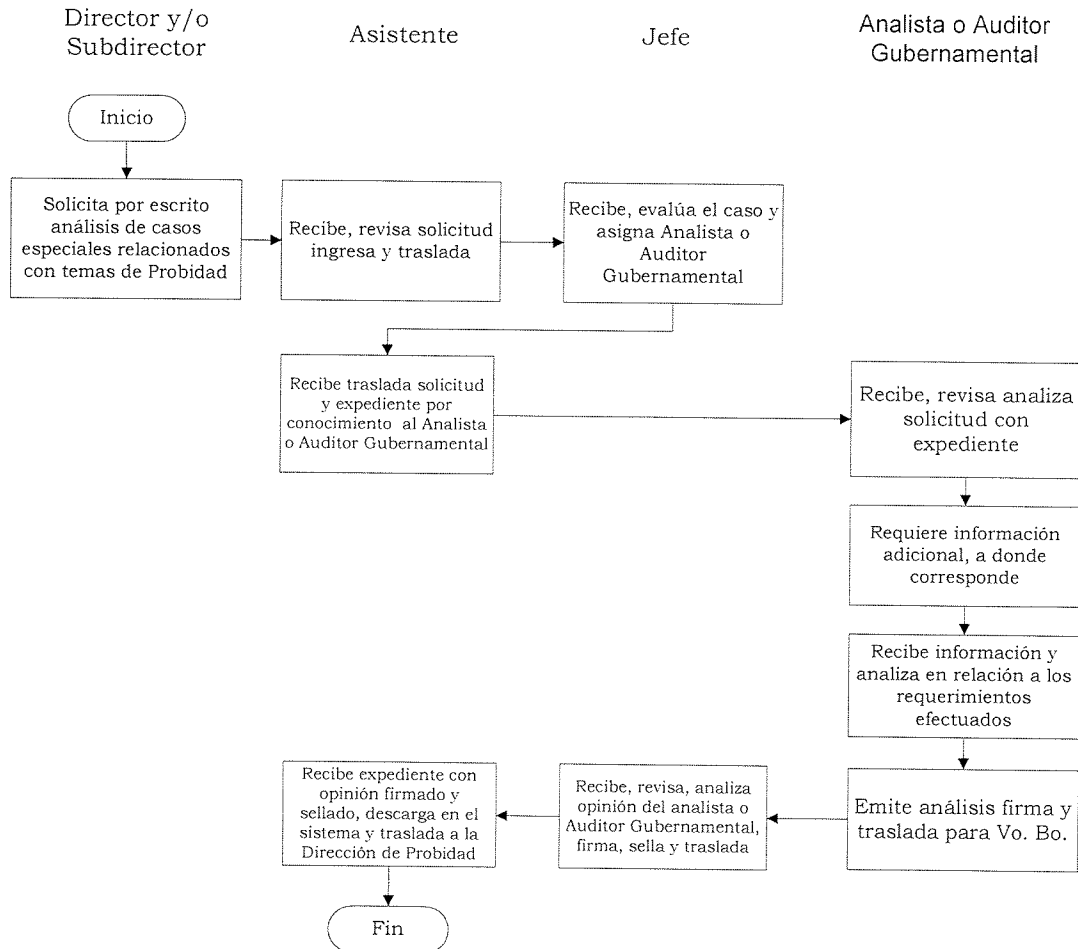 Director y/o
Subdirector
Asistente
Jefe
Analista o Auditor
Gubernamental
Inicio
Solicita por escrito
análisis de casos
especiales relacionados
con temas de Probidad
Recibe, revisa solicitud
ingresa y traslada
Recibe, evalúa el caso y
asigna Analista o
Auditor
Gubernamental
Recibe traslada solicitud
y expediente por
conocimiento al Analista
o Auditor Gubernamental
Recibe, revisa analiza
solicitud con
expediente
Requiere información
adicional, a donde
corresponde
Recibe información y
analiza en relación a los
requerimientos
efectuados
Emite análisis firma y
traslada para Vo. Bo.
Recibe, revisa, analiza
opinión del analista o
Auditor Gubernamental,
firma, sella y traslada
Recibe expediente con
opinión firmado y
sellado, descarga en el
sistema y traslada a la
Dirección de Probidad
Fin